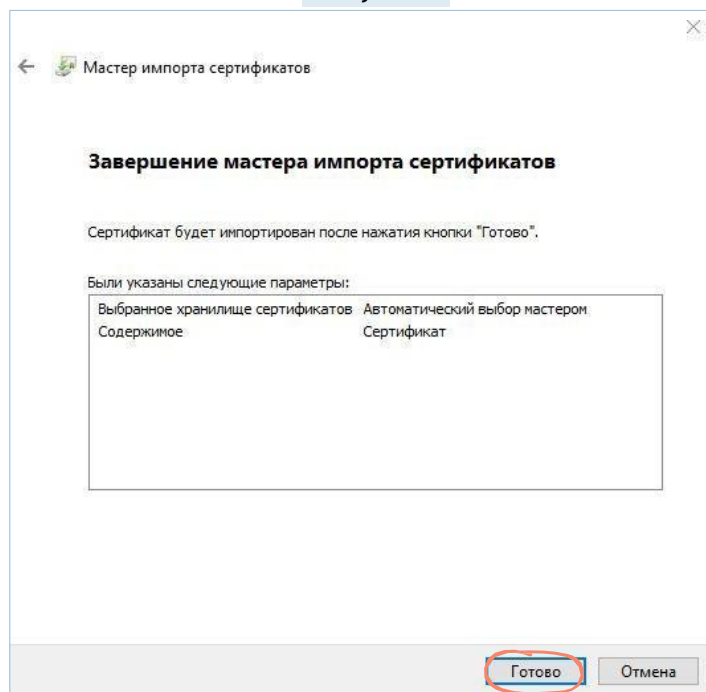 Мастер импорта сертификатов
Завершение мастера импорта сертификатов
Сертификат будет импортирован после нажатия кнопки "Готово".
Были указаны следующие параметры:
Выбранное хранилище сертификатов Автоматический выбор мастером
Содержимое Сертификат
Готово Отмена